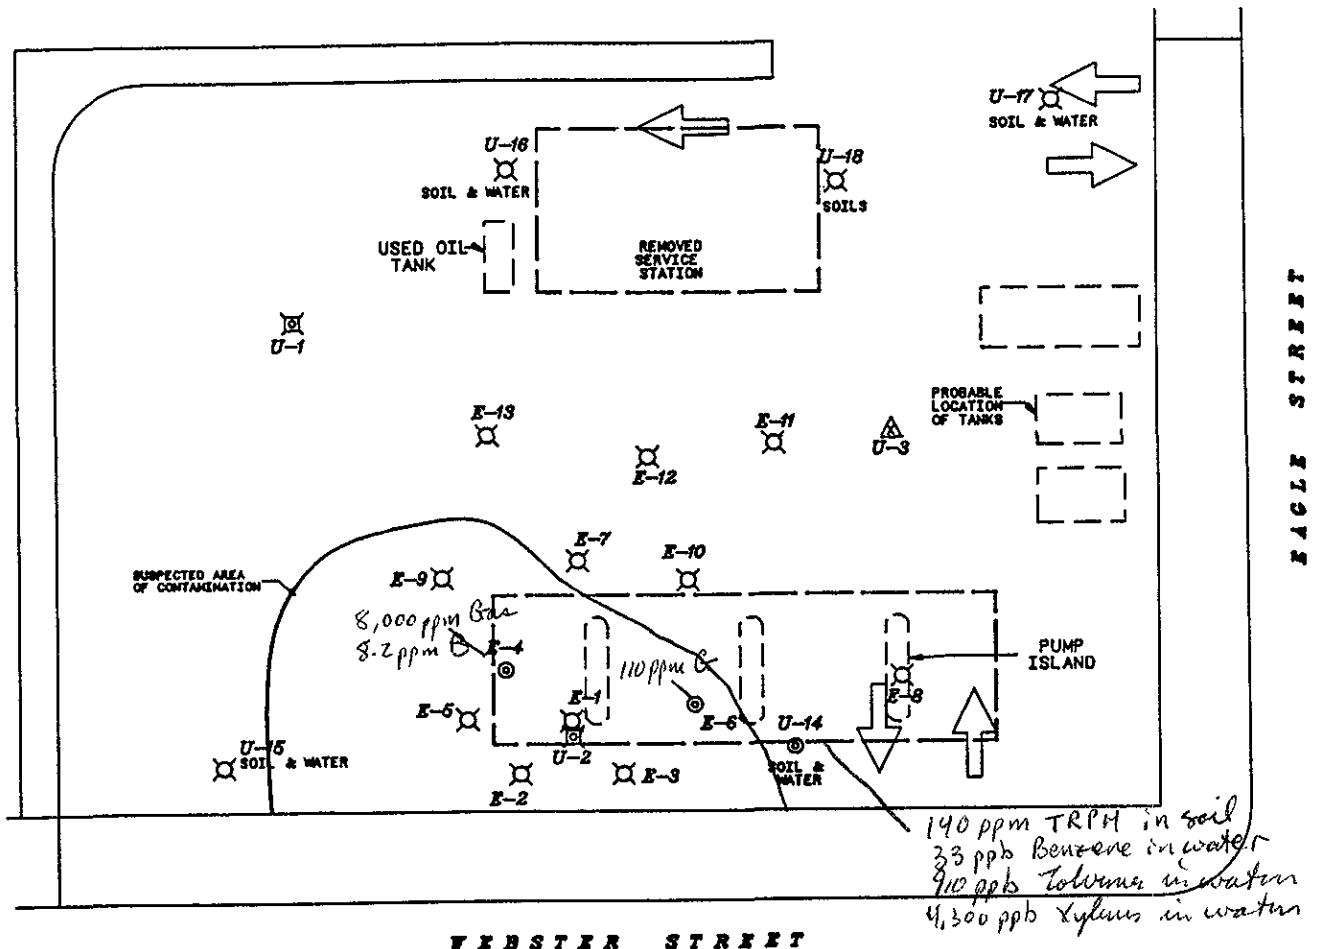 U-17
SOIL & WATER
U-16
SOIL & WATER
U-18
SOILS
USED OIL
TANK
REMOVED
SERVICE
STATION
U-1
E-13
E-12
E-11
U-3
PROBABLE
LOCATION
OF TANKS
EAGLE STREET
SUSPECTED AREA
OF CONTAMINATION
E-9
E-7
E-10
8,000 ppm Gas
8.2 ppm
E-4
110 ppm G
PUMP
ISLAND
E-8
E-5
E-1
U-2
E-6
U-14
SOIL &
WATER
U-15
SOIL & WATER
E-2
E-3
140 ppm TRPH in soil
33 ppb Benzene in water
910 ppb Toluene in water
4,300 ppb Xylenes in water
WEBSTER STREET